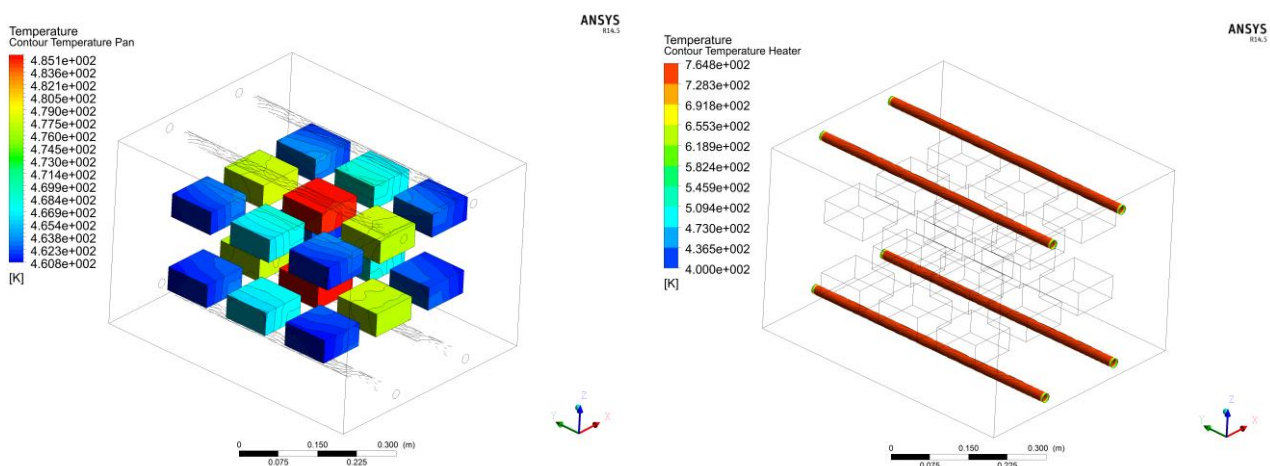 Temperature
Contour Temperature Pan
4.851e+002
4.836e+002
4.821e+002
4.805e+002
4.790e+002
4.775e+002
4.760e+002
4.745e+002
4.730e+002
4.714e+002
4.699e+002
4.684e+002
4.669e+002
4.654e+002
4.638e+002
4.623e+002
4.608e+002
[K]
ANSYS
R14.5
Z
Y X
0 0.150 0.300 (m)
0.075 0.225
Temperature
Contour Temperature Heater
7.648e+002
7.283e+002
6.918e+002
6.553e+002
6.189e+002
5.824e+002
5.459e+002
5.094e+002
4.730e+002
4.365e+002
4.000e+002
[K]
ANSYS
R14.5
Z
Y X
0 0.150 0.300 (m)
0.075 0.225